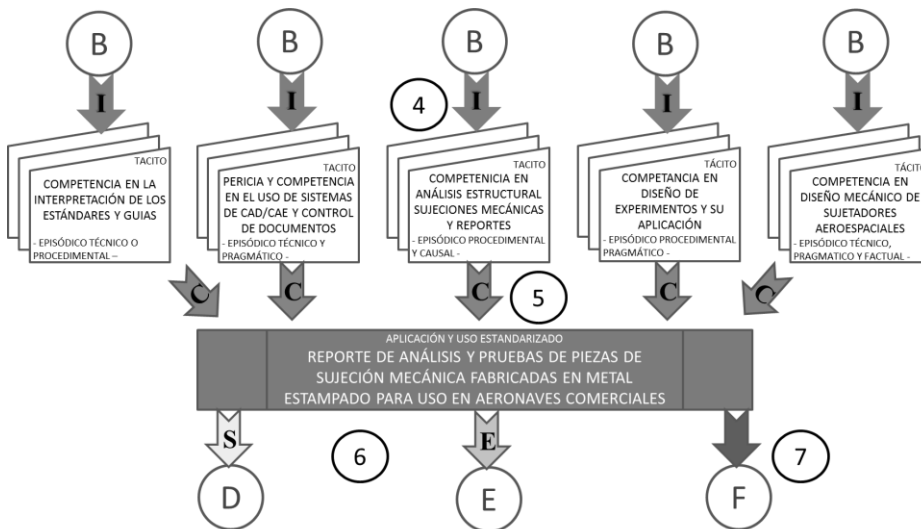 B
B
B
B
B
I
I
4
I
I
I
TACITO
COMPETENCIA EN LA
INTERPRETACIÓN DE LOS
ESTÁNDARES Y GUIAS
- EPISÓDICO TÉCNICO O
PROCEDIMENTAL –
TACITO
PERICIA Y COMPETENCIA
EN EL USO DE SISTEMAS
DE CAD/CAE Y CONTROL
DE DOCUMENTOS
- EPISÓDICO TÉCNICO Y
PRAGMÁTICO -
TACITO
COMPETENICIA EN
ANÁLISIS ESTRUCTURAL
SUJECIONES MECÁNICAS
Y REPORTES
- EPISÓDICO PROCEDIMENTAL
Y CAUSAL -
TÁCITO
COMPETANCIA EN
DISEÑO DE
EXPERIMENTOS Y SU
APLICACIÓN
- EPISÓDICO PROCEDIMENTAL
PRAGMÁTICO -
TÁCITO
COMPETENCIA EN
DISEÑO MECÁNICO DE
SUJETADORES
AEROESPACIALES
- EPISÓDICO TÉCNICO,
PRAGMATICO Y FACTUAL -
C
C
C
5
C
C
APLICACIÓN Y USO ESTANDARIZADO
REPORTE DE ANÁLISIS Y PRUEBAS DE PIEZAS DE
SUJECIÓN MECÁNICA FABRICADAS EN METAL
ESTAMPADO PARA USO EN AERONAVES COMERCIALES
S
6
E
7
D
E
F